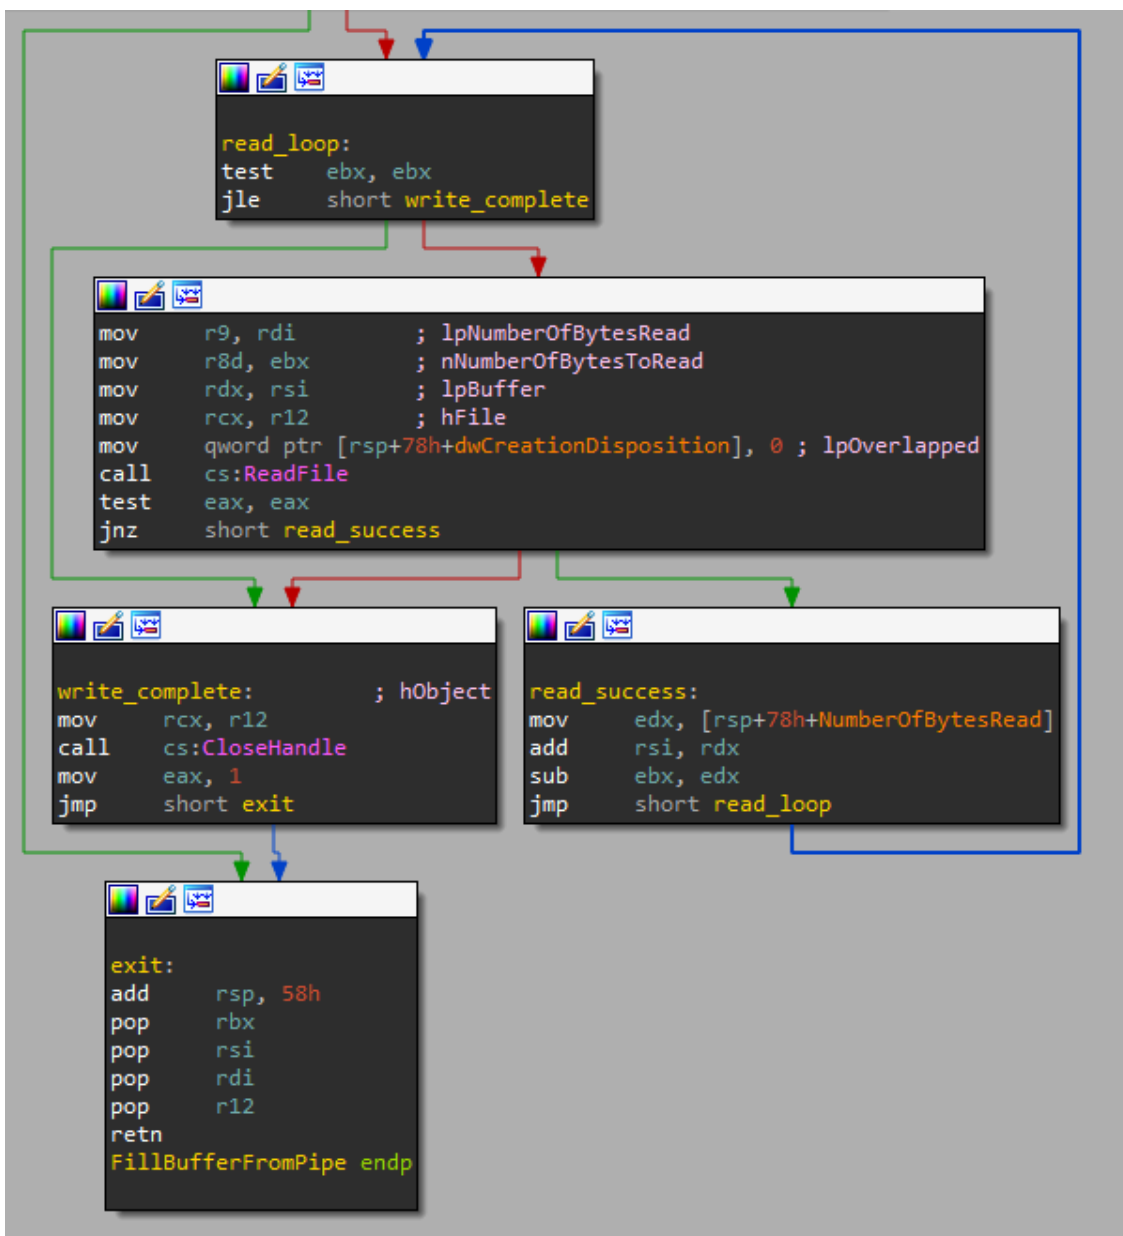 read_loop:
test ebx, ebx
jle short write_complete
mov r9, rdi ; lpNumberOfBytesRead
mov r8d, ebx ; nNumberOfBytesToRead
mov rdx, rsi ; lpBuffer
mov rcx, r12 ; hFile
mov qword ptr [rsp+78h+dwCreationDisposition], 0 ; lpOverlapped
call cs:ReadFile
test eax, eax
jnz short read_success
write_complete: ; hObject
mov rcx, r12
call cs:CloseHandle
mov eax, 1
jmp short exit
read_success:
mov edx, [rsp+78h+NumberOfBytesRead]
add rsi, rdx
sub ebx, edx
jmp short read_loop
exit:
add rsp, 58h
pop rbx
pop rsi
pop rdi
pop r12
retn
FillBufferFromPipe endp